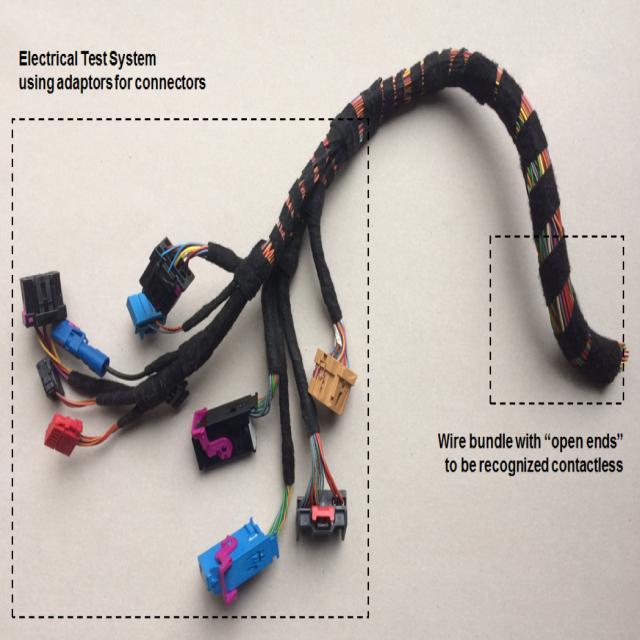 Electrical Test System
using adaptors for connectors
Wire bundle with “open ends”
to be recognized contactless